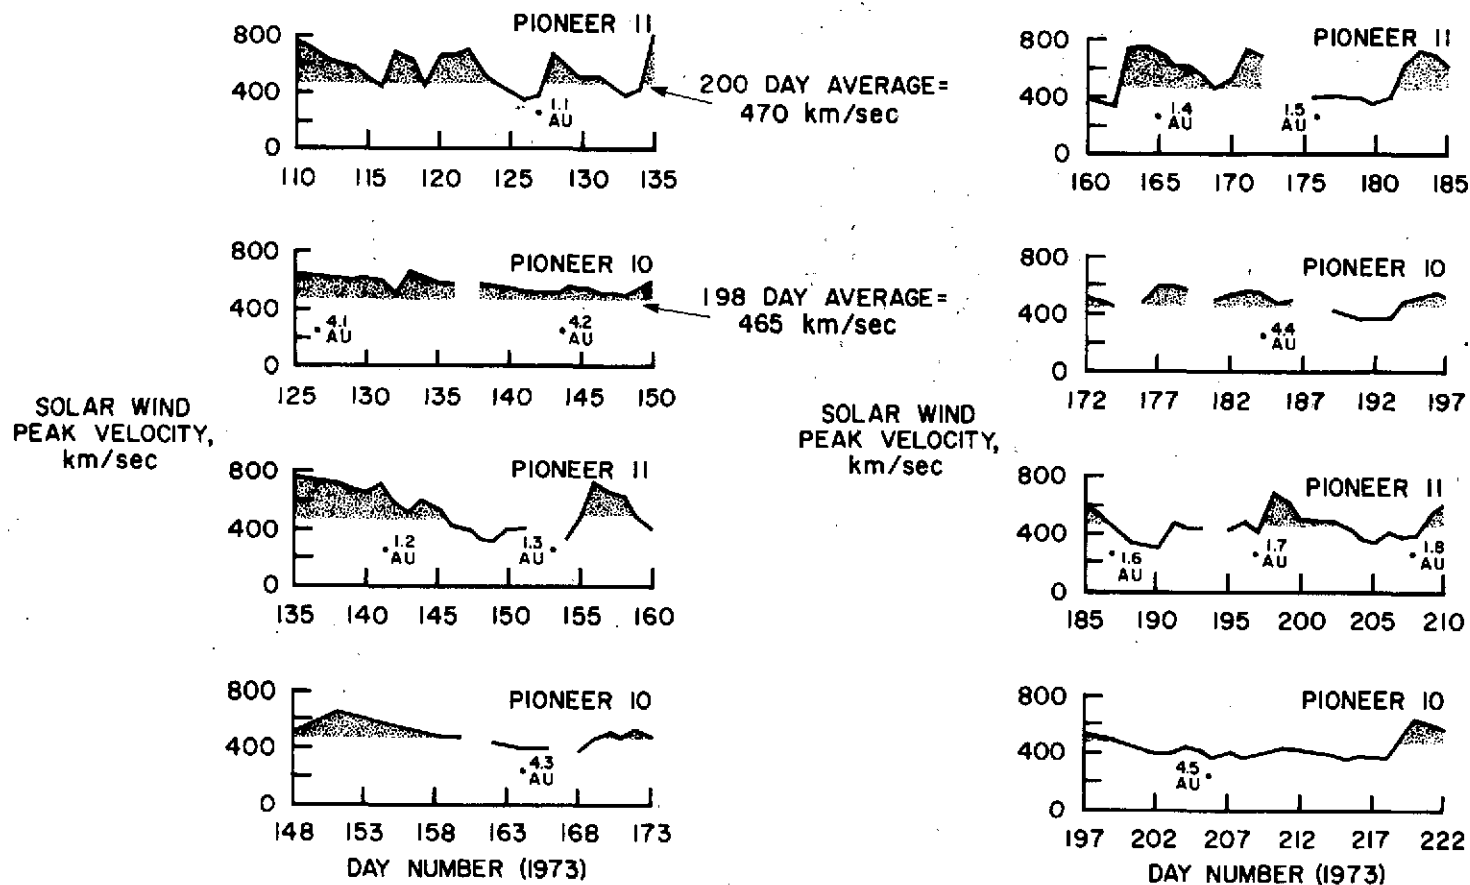 PIONEER 11
800
400
0
110 115 120 125 130 135
1.1
AU
200 DAY AVERAGE=
470 km/sec
PIONEER 10
800
400
0
125 130 135 140 145 150
4.1
AU
4.2
AU
198 DAY AVERAGE=
465 km/sec
SOLAR WIND
PEAK VELOCITY,
km/sec
PIONEER 11
800
400
0
135 140 145 150 155 160
1.2
AU
1.3
AU
PIONEER 10
800
400
0
148 153 158 163 168 173
4.3
AU
DAY NUMBER (1973)
PIONEER 11
800
400
0
160 165 170 175 180 185
1.4
AU
1.5
AU
PIONEER 10
800
400
0
172 177 182 187 192 197
4.4
AU
SOLAR WIND
PEAK VELOCITY,
km/sec
PIONEER 11
800
400
0
185 190 195 200 205 210
1.6
AU
1.7
AU
1.8
AU
PIONEER 10
800
400
0
197 202 207 212 217 222
4.5
AU
DAY NUMBER (1973)